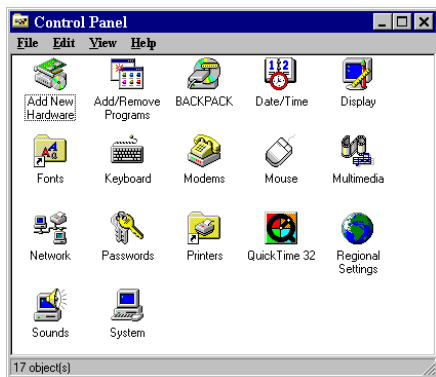 Control Panel
File Edit View Help
Add New Hardware
Add/Remove Programs
BACKPACK
Date/Time
Display
Fonts
Keyboard
Modems
Mouse
Multimedia
Network
Passwords
Printers
QuickTime 32
Regional Settings
Sounds
System
17 object(s)